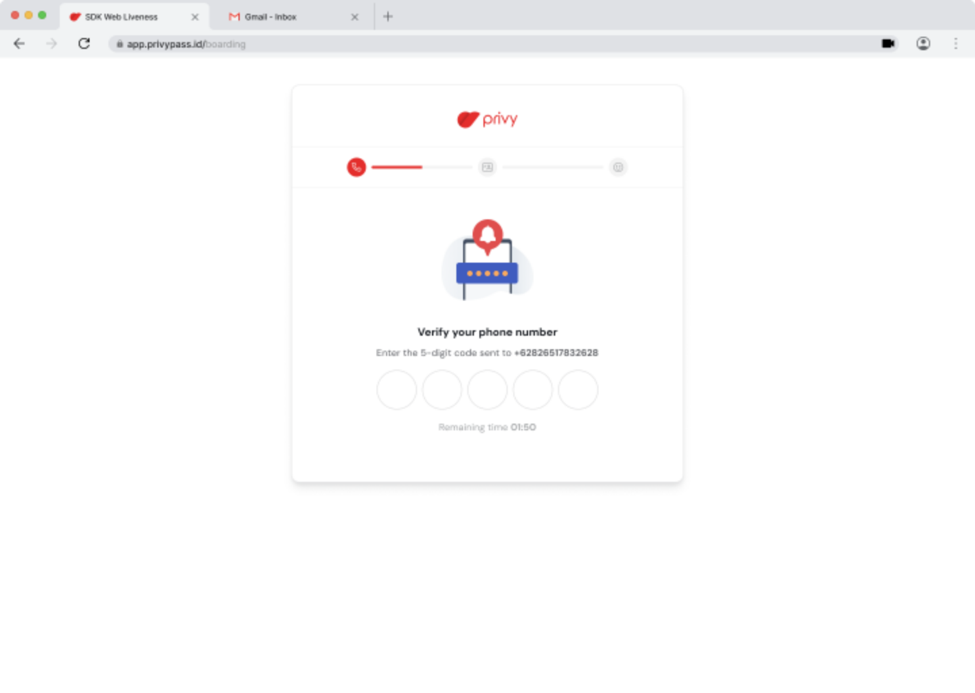 SDK Web Liveness
Gmail - Inbox
app.privypass.id/boarding
privy
Verify your phone number
Enter the 5-digit code sent to +62826517832628
Remaining time 01:50